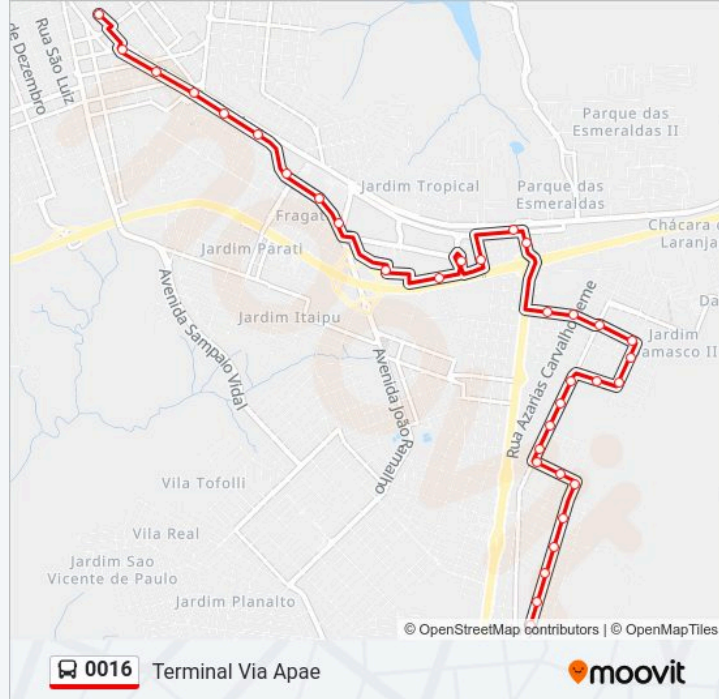 Rua São Luiz
de Dezembro
Parque das
Esmeraldas II
Jardim Tropical
Parque das
Esmeraldas
Fragat
Chácara
Laranja
Jardim Parati
Avenida Sampaio Vidal
Jardim Itaipu
Da
Jardim
amasco II
Rua Azarias Carvalho
eme
Avenida João Ramalho
Vila Tofolli
Vila Real
Jardim Sao
Vicente de Paulo
Jardim Planalto
© OpenStreetMap contributors | © OpenMapTiles
0016 Terminal Via Apae
moovit